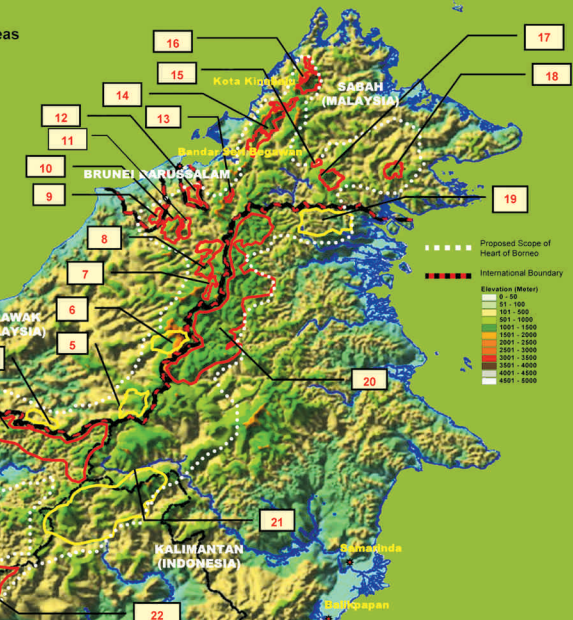 eas
16
17
15
18
Kota Kinabalu
SABAH
(MALAYSIA)
14
12
13
11
Bandar Seri Begawan
10
BRUNEI DARUSSALAM
9
19
8
Proposed Scope of
Heart of Borneo
7
International Boundary
Elevation (Meter)
0 - 50
51 - 100
101 - 500
501 - 1000
1001 - 1500
1501 - 2000
2001 - 2500
2501 - 3000
3001 - 3500
3501 - 4000
4001 - 4500
4501 - 5000
6
AWAK
AYSIA)
5
20
21
KALIMANTAN
(INDONESIA)
Samarinda
Balikpapan
22